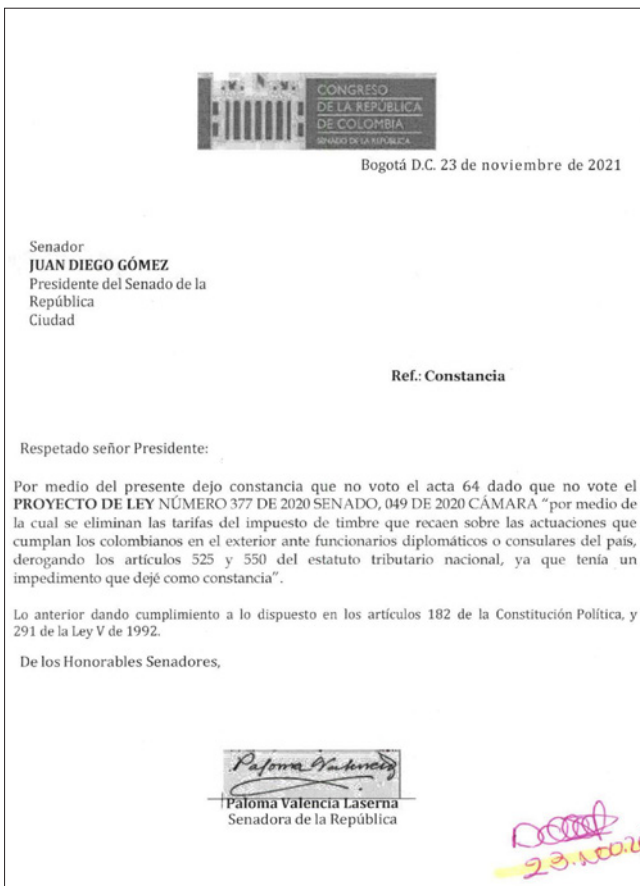 CONGRESO
DE LA REPÚBLICA
DE COLOMBIA
SENADO DE LA REPÚBLICA
Bogotá D.C. 23 de noviembre de 2021
Senador
JUAN DIEGO GÓMEZ
Presidente del Senado de la
República
Ciudad
Ref.: Constancia
Respetado señor Presidente:
Por medio del presente dejo constancia que no voto el acta 64 dado que no vote el
PROYECTO DE LEY NÚMERO 377 DE 2020 SENADO, 049 DE 2020 CÁMARA “por medio de
la cual se eliminan las tarifas del impuesto de timbre que recaen sobre las actuaciones que
cumplan los colombianos en el exterior ante funcionarios diplomáticos o consulares del país,
derogando los artículos 525 y 550 del estatuto tributario nacional, ya que tenía un
impedimento que dejé como constancia”.
Lo anterior dando cumplimiento a lo dispuesto en los artículos 182 de la Constitución Política, y
291 de la Ley V de 1992.
De los Honorables Senadores,
Paloma Valencia
Paloma Valencia Laserna
Senadora de la República